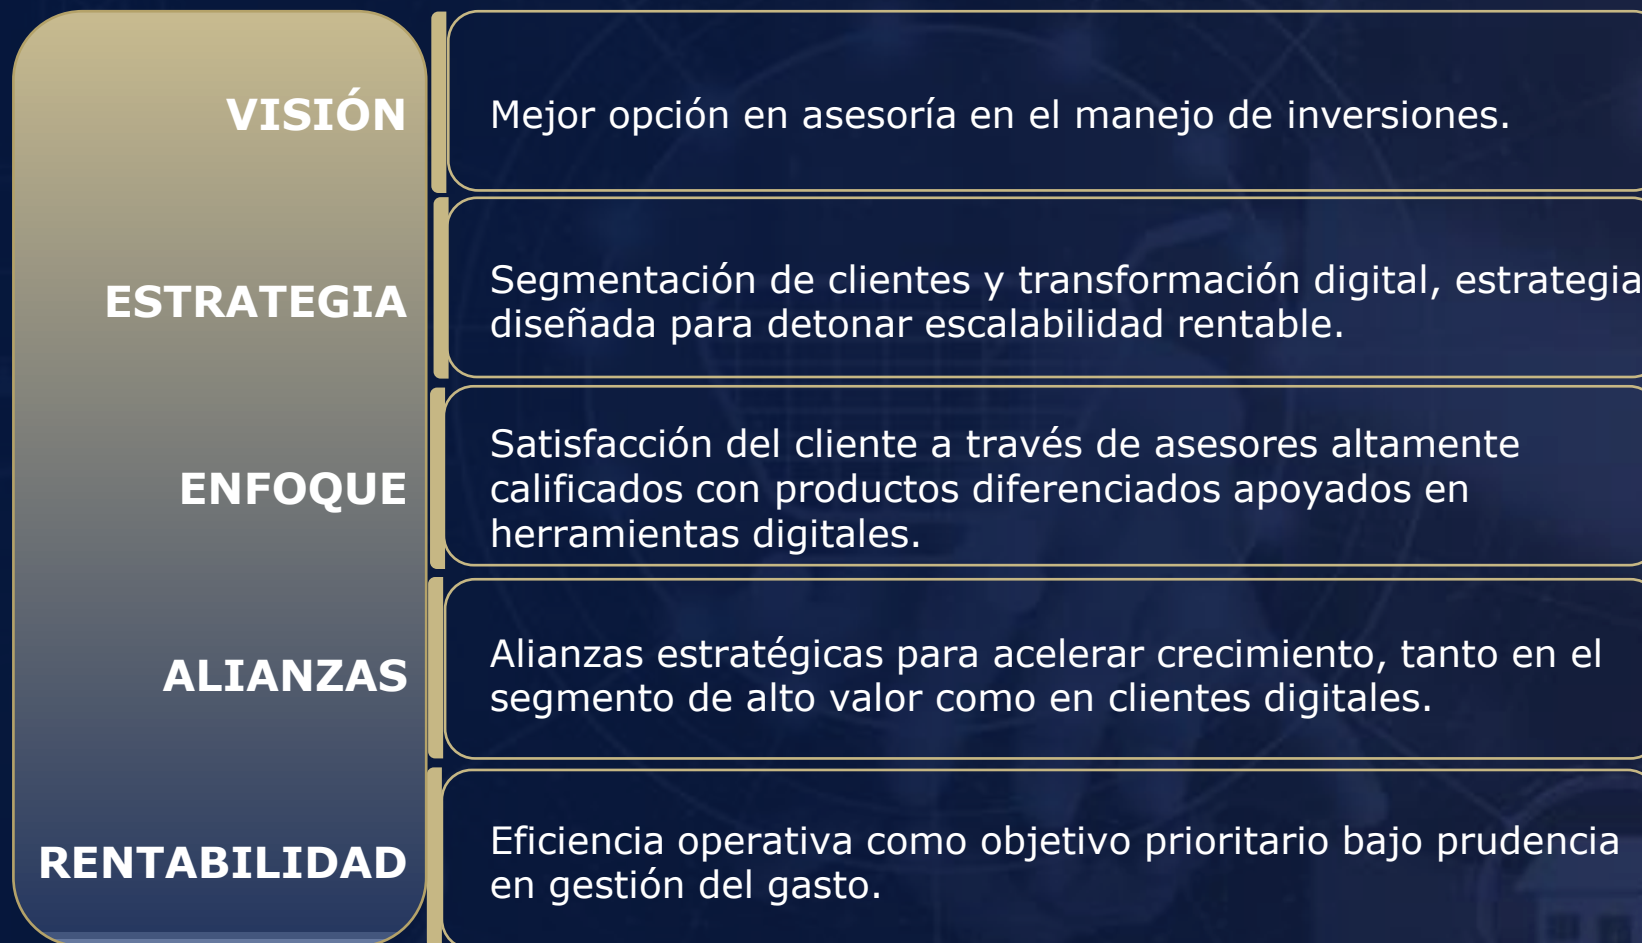 VISIÓN
Mejor opción en asesoría en el manejo de inversiones.
ESTRATEGIA
Segmentación de clientes y transformación digital, estrategia
diseñada para detonar escalabilidad rentable.
ENFOQUE
Satisfacción del cliente a través de asesores altamente
calificados con productos diferenciados apoyados en
herramientas digitales.
ALIANZAS
Alianzas estratégicas para acelerar crecimiento, tanto en el
segmento de alto valor como en clientes digitales.
RENTABILIDAD
Eficiencia operativa como objetivo prioritario bajo prudencia
en gestión del gasto.